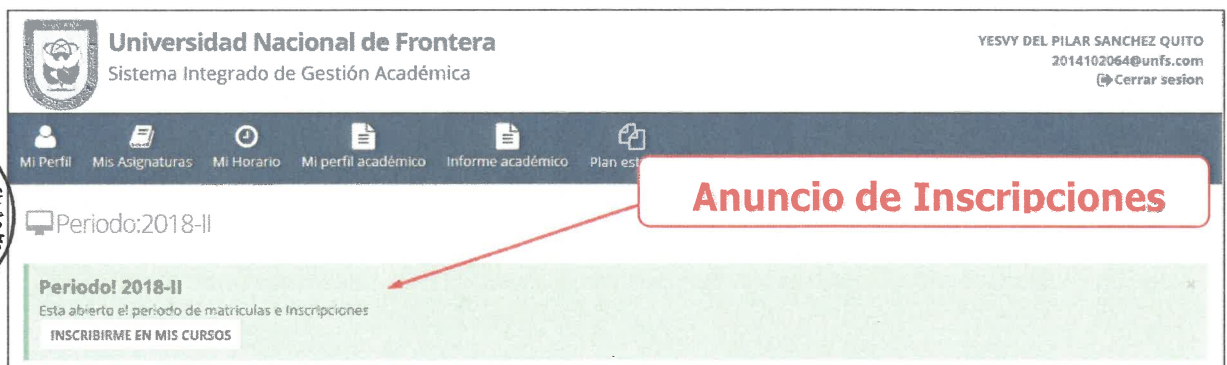 Universidad Nacional de Frontera
Sistema Integrado de Gestión Académica
YESVY DEL PILAR SANCHEZ QUITO
2014102064@unfs.com
Cerrar sesion
Mi Perfil
Mis Asignaturas
Mi Horario
Mi perfil académico
Informe académico
Plan est
Anuncio de Inscripciones
Periodo:2018-II
Periodo! 2018-II
Esta abierto el periodo de matriculas e Inscripciones
INSCRIBIRME EN MIS CURSOS